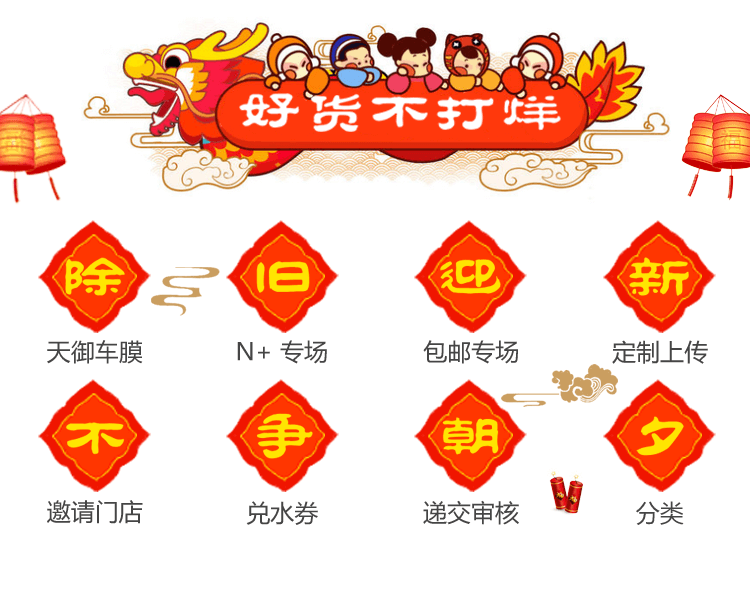 好货不打烊
除 旧 迎 新
天御车膜 N+ 专场 包邮专场 定制上传
不 争 朝 夕
邀请门店 兑水券 递交审核 分类